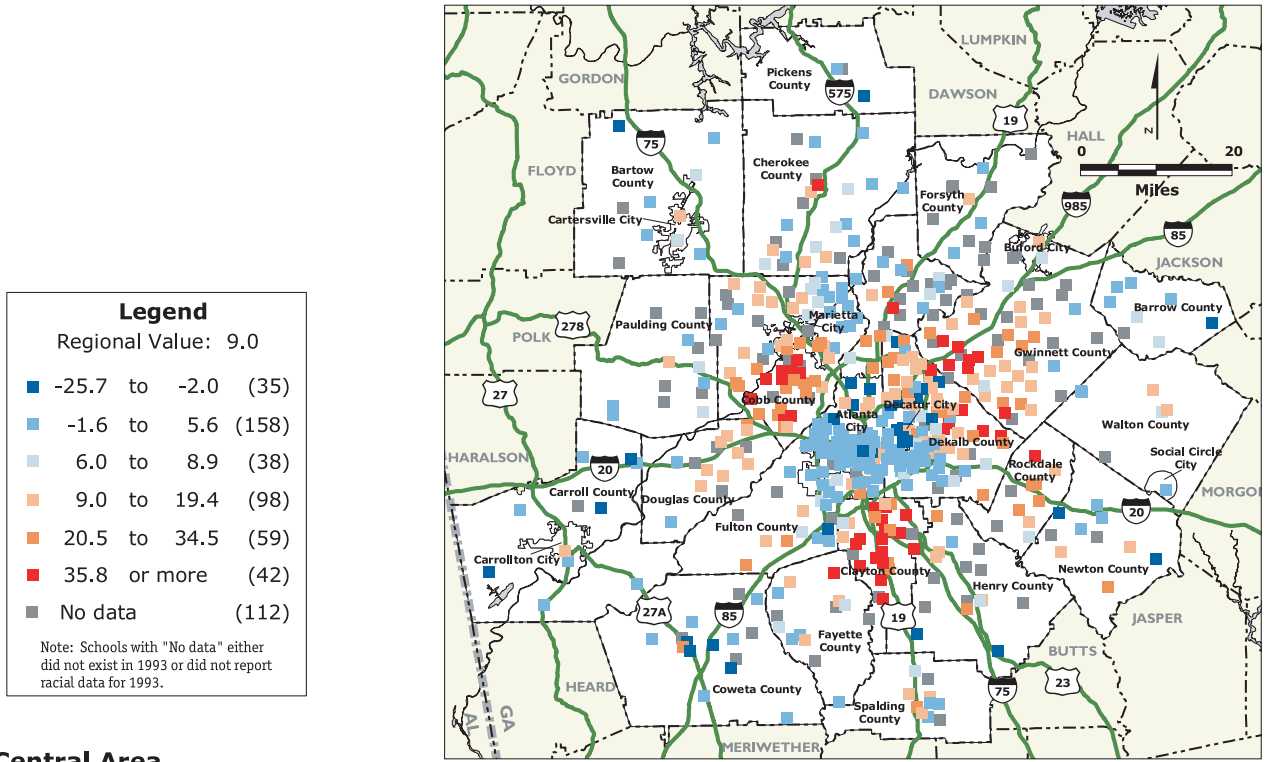 Legend
Regional Value: 9.0
-25.7 to -2.0 (35)
-1.6 to 5.6 (158)
6.0 to 8.9 (38)
9.0 to 19.4 (98)
20.5 to 34.5 (59)
35.8 or more (42)
No data (112)
Note: Schools with "No data" either
did not exist in 1993 or did not report
racial data for 1993.
Central Area
LUMPKIN
GORDON
Pickens
County
575
DAWSON
19
HALL
N
0 20
Miles
75
FLOYD
Bartow
County
Cherokee
County
Forsyth
County
985
Cartersville City
85
Buford City
JACKSON
Barrow County
Paulding County
Marietta
City
278
POLK
Gwinnett County
27
Cobb County
Decatur City
Atlanta
City
Walton County
Dekalb County
HARALSON
20
Rockdale
County
Social Circle
City
Carroll County
Douglas County
MORGO
20
Fulton County
Carrollton City
Clayton County
Newton County
Henry County
27A
85
19
JASPER
Fayette
County
BUTTS
HEARD
Coweta County
75
23
Spalding
County
GA
AL
MERIWETHER